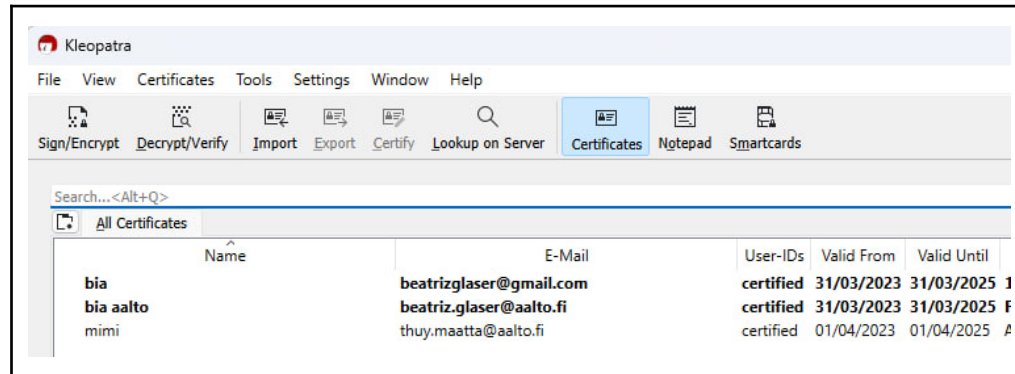 Kleopatra
File View Certificates Tools Settings Window Help
Sign/Encrypt Decrypt/Verify Import Export Certify Lookup on Server Certificates Notepad Smartcards
Search...<Alt+Q>
All Certificates
Name E-Mail User-IDs Valid From Valid Until
bia beatrizglaser@gmail.com certified 31/03/2023 31/03/2025 1
bia aalto beatriz.glaser@aalto.fi certified 31/03/2023 31/03/2025 F
mimi thuy.maatta@aalto.fi certified 01/04/2023 01/04/2025 A